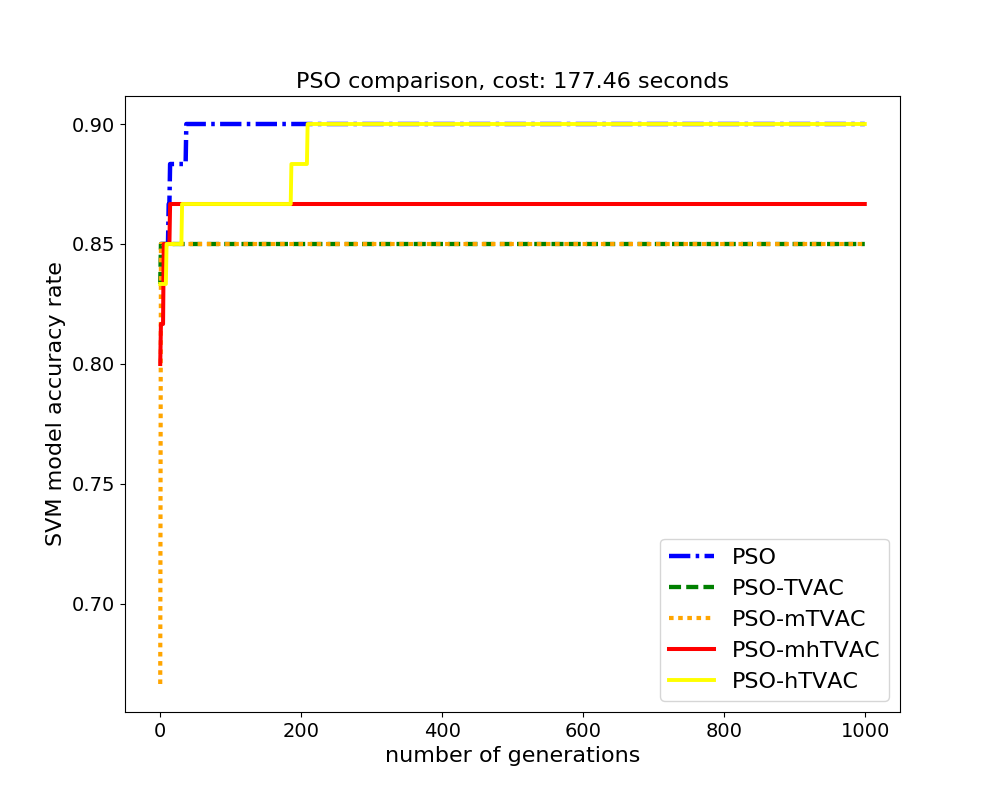 PSO comparison, cost: 177.46 seconds
SVM model accuracy rate
0.90
0.85
0.80
0.75
0.70
0
200
400
600
800
1000
number of generations
PSO
PSO-TVAC
PSO-mTVAC
PSO-mhTVAC
PSO-hTVAC